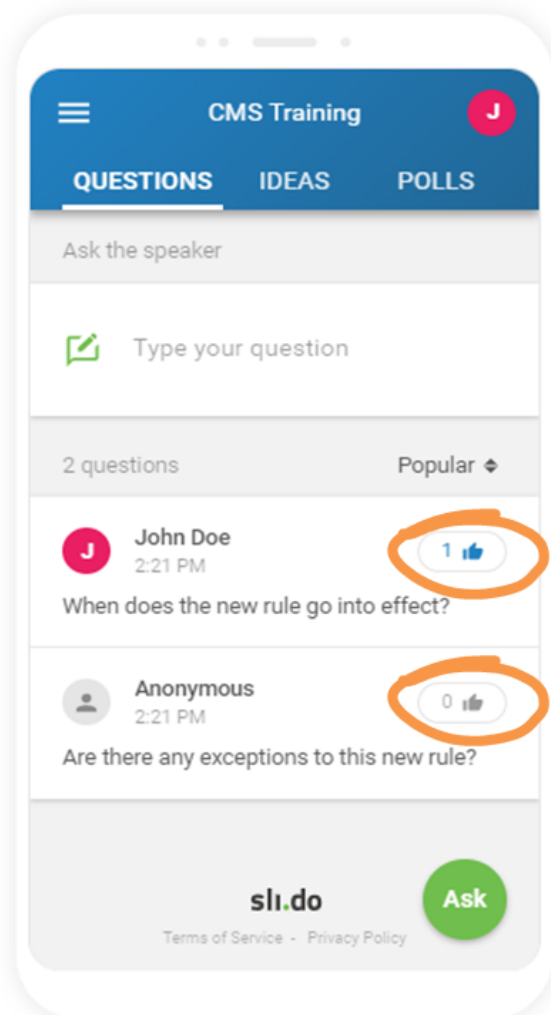 CMS Training
J
QUESTIONS IDEAS POLLS
Ask the speaker
Type your question
2 questions Popular
J
John Doe
2:21 PM
1
When does the new rule go into effect?
Anonymous
2:21 PM
0
Are there any exceptions to this new rule?
sli.do
Ask
Terms of Service - Privacy Policy